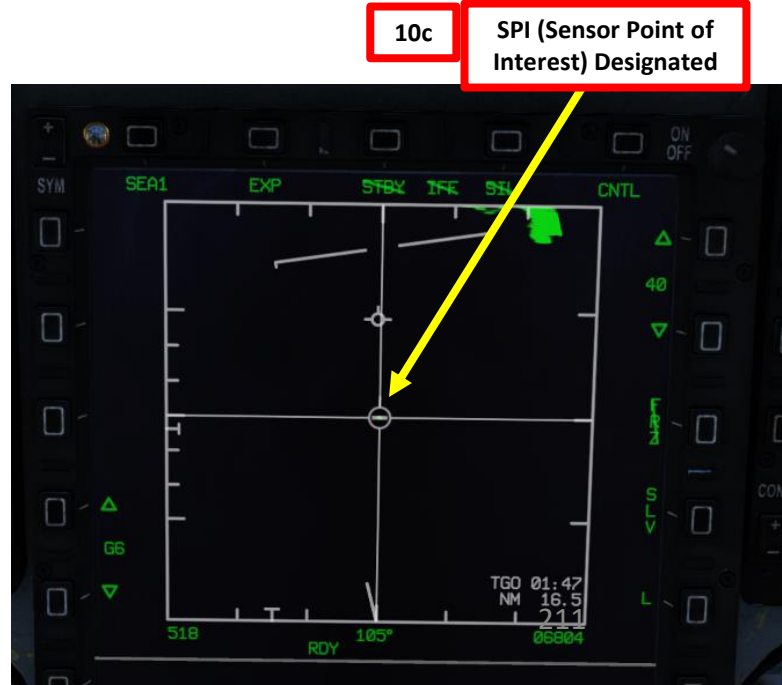 10c
SPI (Sensor Point of
Interest) Designated
ON
OFF
SYM
SEA1 EXP STBY IFF SIL CNTL
40
FRZ
S
L
V
G6
CON
TGO 01:47
NM 16.5
L
211
518 RDY 105° 06804